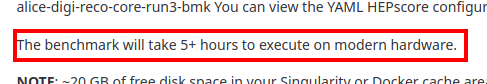 alice-digi-reco-core-run3-bmk You can view the YAML HEPscore configur
The benchmark will take 5+ hours to execute on modern hardware.
NOTE: ~20 GB of free disk space in your Singularity or Docker cache area